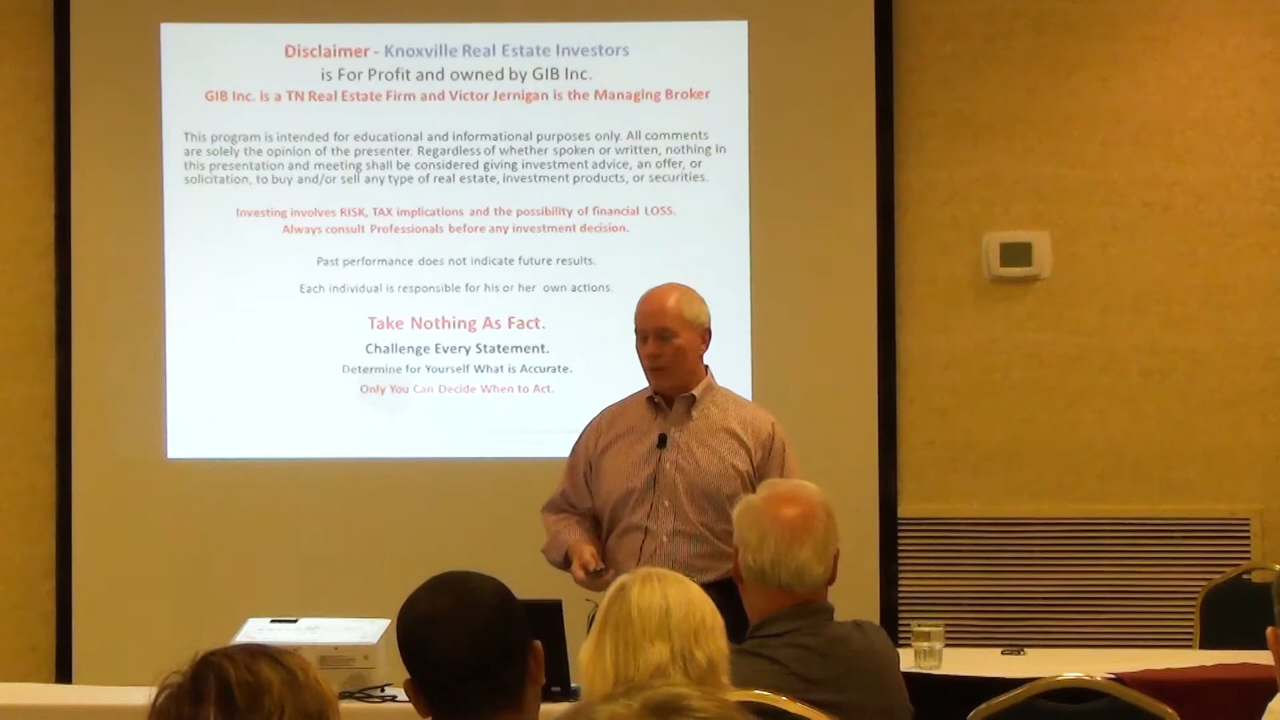 Disclaimer - Knoxville Real Estate Investors
is For Profit and owned by GIB Inc.
GIB Inc. is a TN Real Estate Firm and Victor Jernigan is the Managing Broker
This program is intended for educational and informational purposes only. All comments
are solely the opinion of the presenter. Regardless of whether spoken or written, nothing in
this presentation and meeting shall be considered giving investment advice, an offer, or
solicitation, to buy and/or sell any type of real estate, investment products, or securities.
Investing involves RISK, TAX implications and the possibility of financial LOSS.
Always consult Professionals before any investment decision.
Past performance does not indicate future results.
Each individual is responsible for his or her own actions.
Take Nothing As Fact.
Challenge Every Statement.
Determine for Yourself What is Accurate.
Only You Can Decide When to Act.